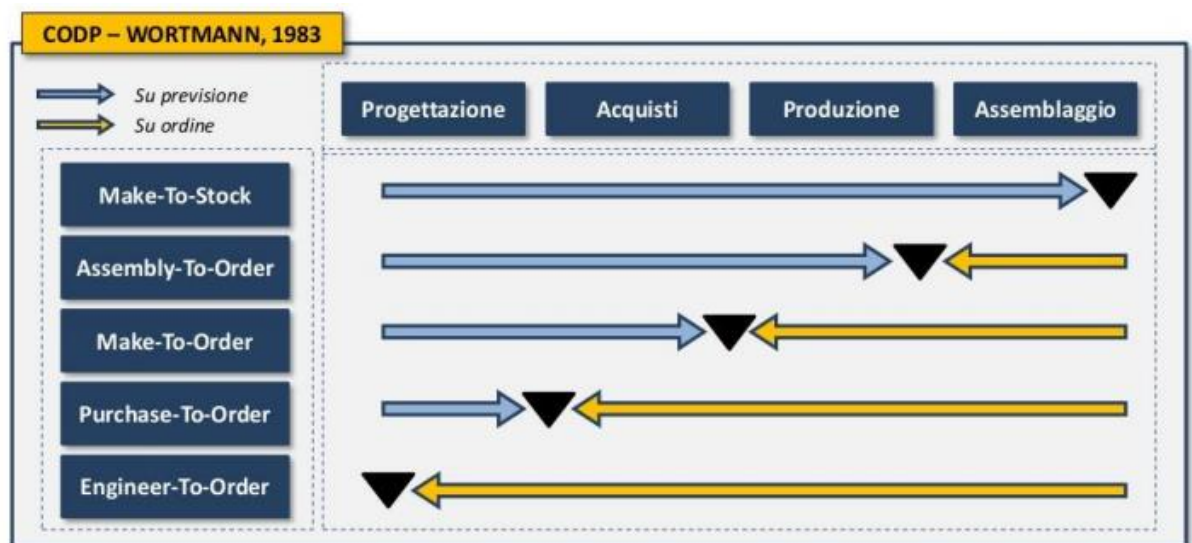 CODP – WORTMANN, 1983
Su previsione
Su ordine
Progettazione
Acquisti
Produzione
Assemblaggio
Make-To-Stock
Assembly-To-Order
Make-To-Order
Purchase-To-Order
Engineer-To-Order